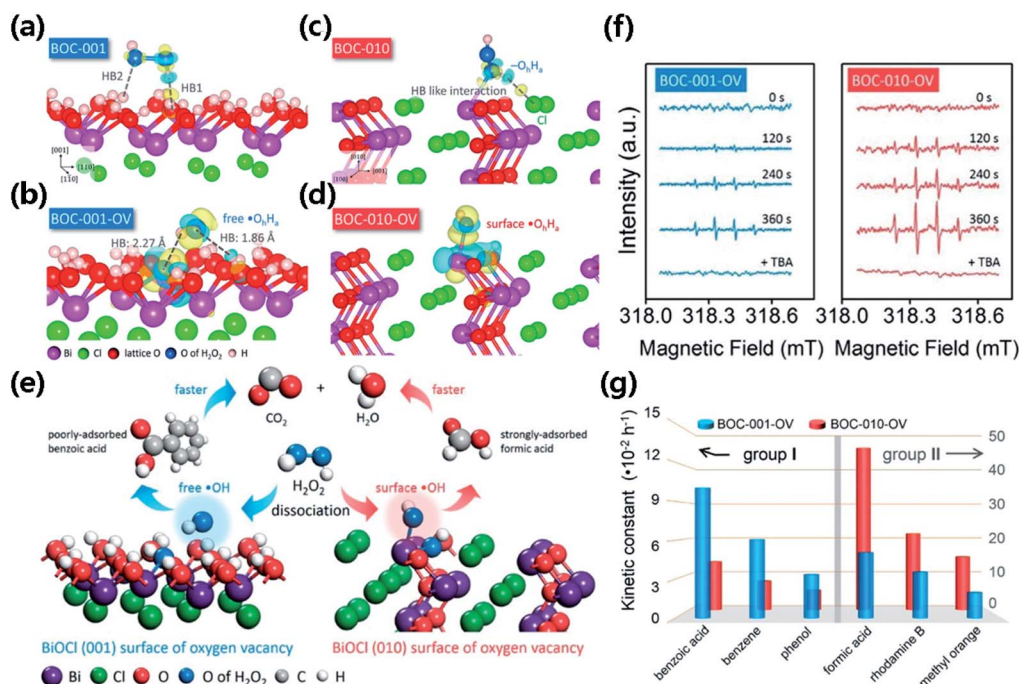 (a)
BOC-001
HB2
HB1
[001]
(b)
BOC-001-OV
free •OₕHₐ
HB: 2.27 Å
HB: 1.86 Å
Bi Cl lattice O O of H₂O₂ H
(c)
BOC-010
–OₕHₐ
HB like interaction
Cl
[010]
[001]
[100]
(d)
BOC-010-OV
surface •OₕHₐ
(e)
faster
CO₂
+
H₂O
faster
poorly-adsorbed
benzoic acid
strongly-adsorbed
formic acid
free •OH
H₂O₂
dissociation
surface •OH
BiOCl (001) surface of oxygen vacancy
BiOCl (010) surface of oxygen vacancy
Bi Cl O O of H₂O₂ C H
(f)
Intensity (a.u.)
BOC-001-OV
0 s
120 s
240 s
360 s
+ TBA
BOC-010-OV
0 s
120 s
240 s
360 s
+ TBA
318.0 318.3 318.6
318.0 318.3 318.6
Magnetic Field (mT)
Magnetic Field (mT)
(g)
BOC-001-OV BOC-010-OV
group I
group II
Kinetic constant (•10⁻² h⁻¹)
15
12
9
6
3
0
50
40
30
20
10
0
benzoic acid
benzene
phenol
formic acid
rhodamine B
methyl orange